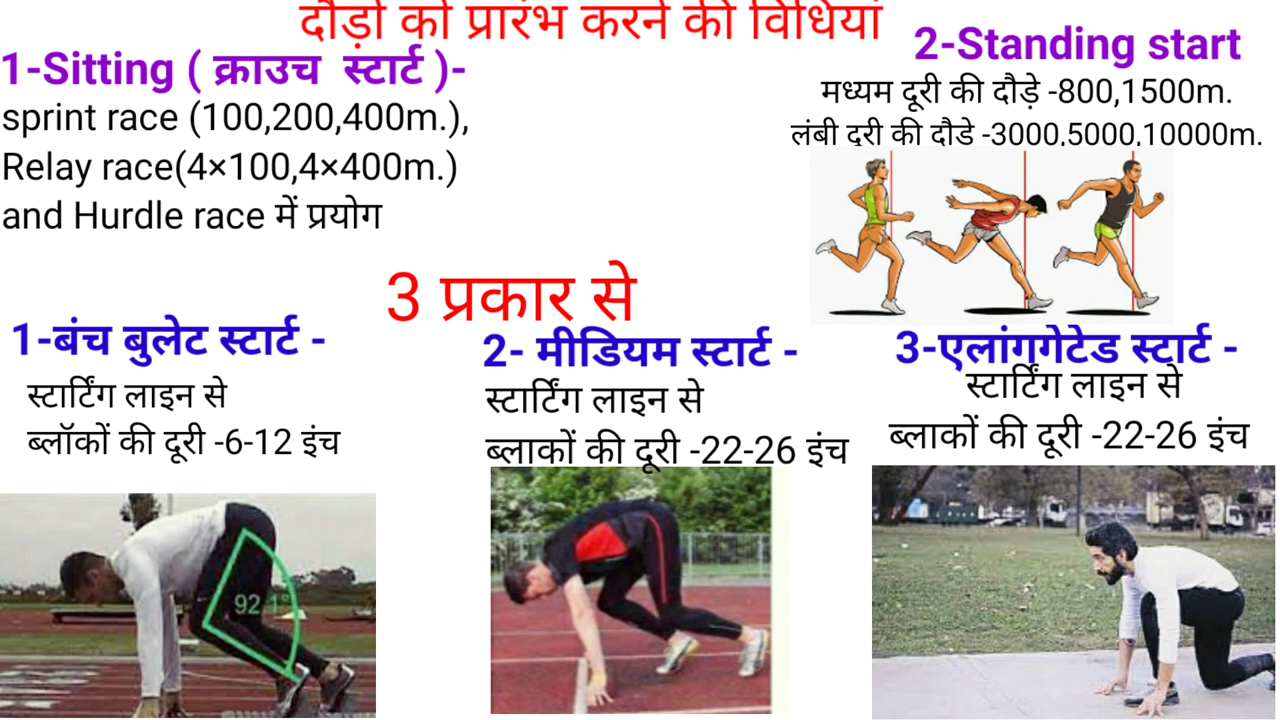 दौड़ो को प्रारंभ करने की विधियां
1-Sitting ( क्राउच स्टार्ट )-
sprint race (100,200,400m.),
Relay race(4×100,4×400m.)
and Hurdle race में प्रयोग
2-Standing start
मध्यम दूरी की दौड़े -800,1500m.
लंबी दूरी की दौडे -3000,5000,10000m.
3 प्रकार से
1-बंच बुलेट स्टार्ट -
स्टार्टिंग लाइन से
ब्लॉकों की दूरी -6-12 इंच
92.1°
2- मीडियम स्टार्ट -
स्टार्टिंग लाइन से
ब्लाकों की दूरी -22-26 इंच
3-एलांगगेटेड स्टार्ट -
स्टार्टिंग लाइन से
ब्लाकों की दूरी -22-26 इंच